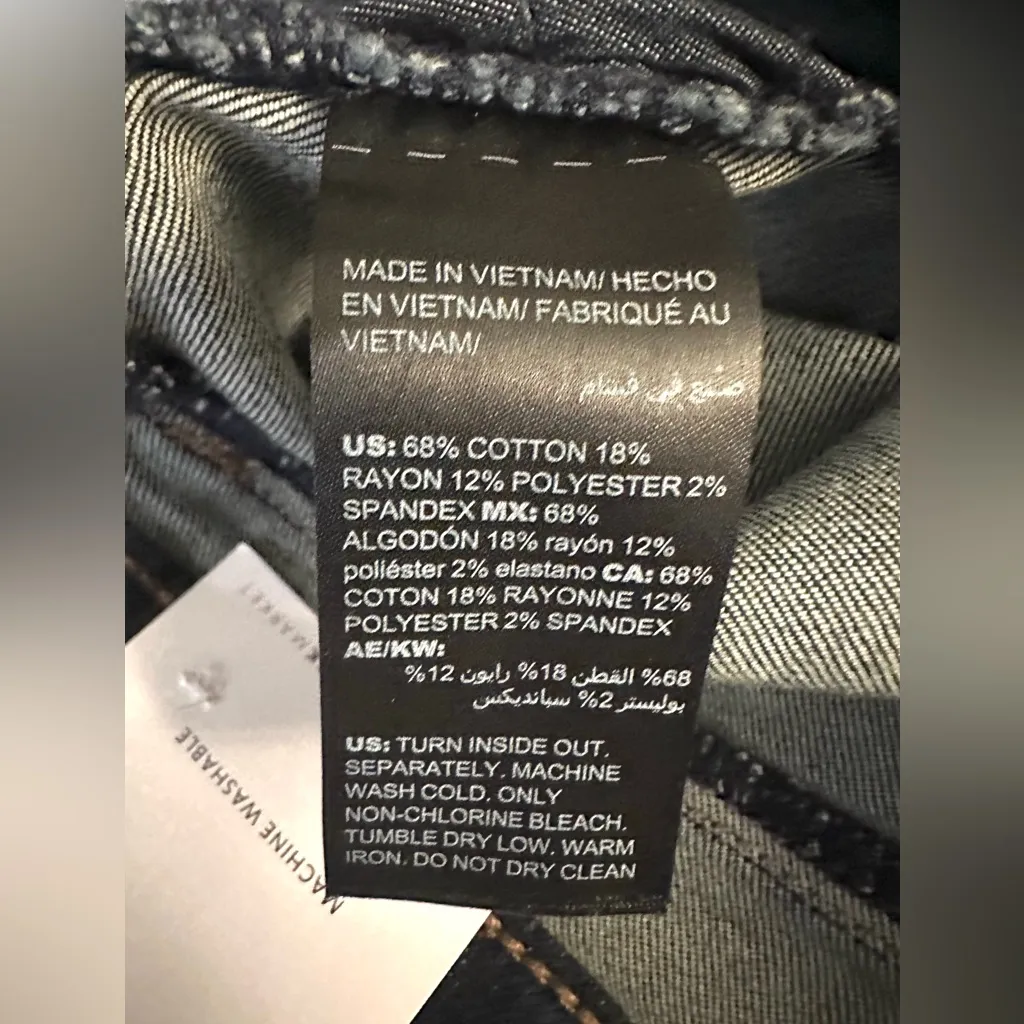 MADE IN VIETNAM/ HECHO
EN VIETNAM/ FABRIQUÉ AU
VIETNAM/
صنع في فيتنام
US: 68% COTTON 18%
RAYON 12% POLYESTER 2%
SPANDEX MX: 68%
ALGODÓN 18% rayón 12%
poliéster 2% elastano CA: 68%
COTON 18% RAYONNE 12%
POLYESTER 2% SPANDEX
AE/KW:
68% القطن 18% رايون 12%
بوليستر 2% سباندیکس
US: TURN INSIDE OUT.
SEPARATELY. MACHINE
WASH COLD. ONLY
NON-CHLORINE BLEACH.
TUMBLE DRY LOW. WARM
IRON. DO NOT DRY CLEAN
MACHINE WASHABLE